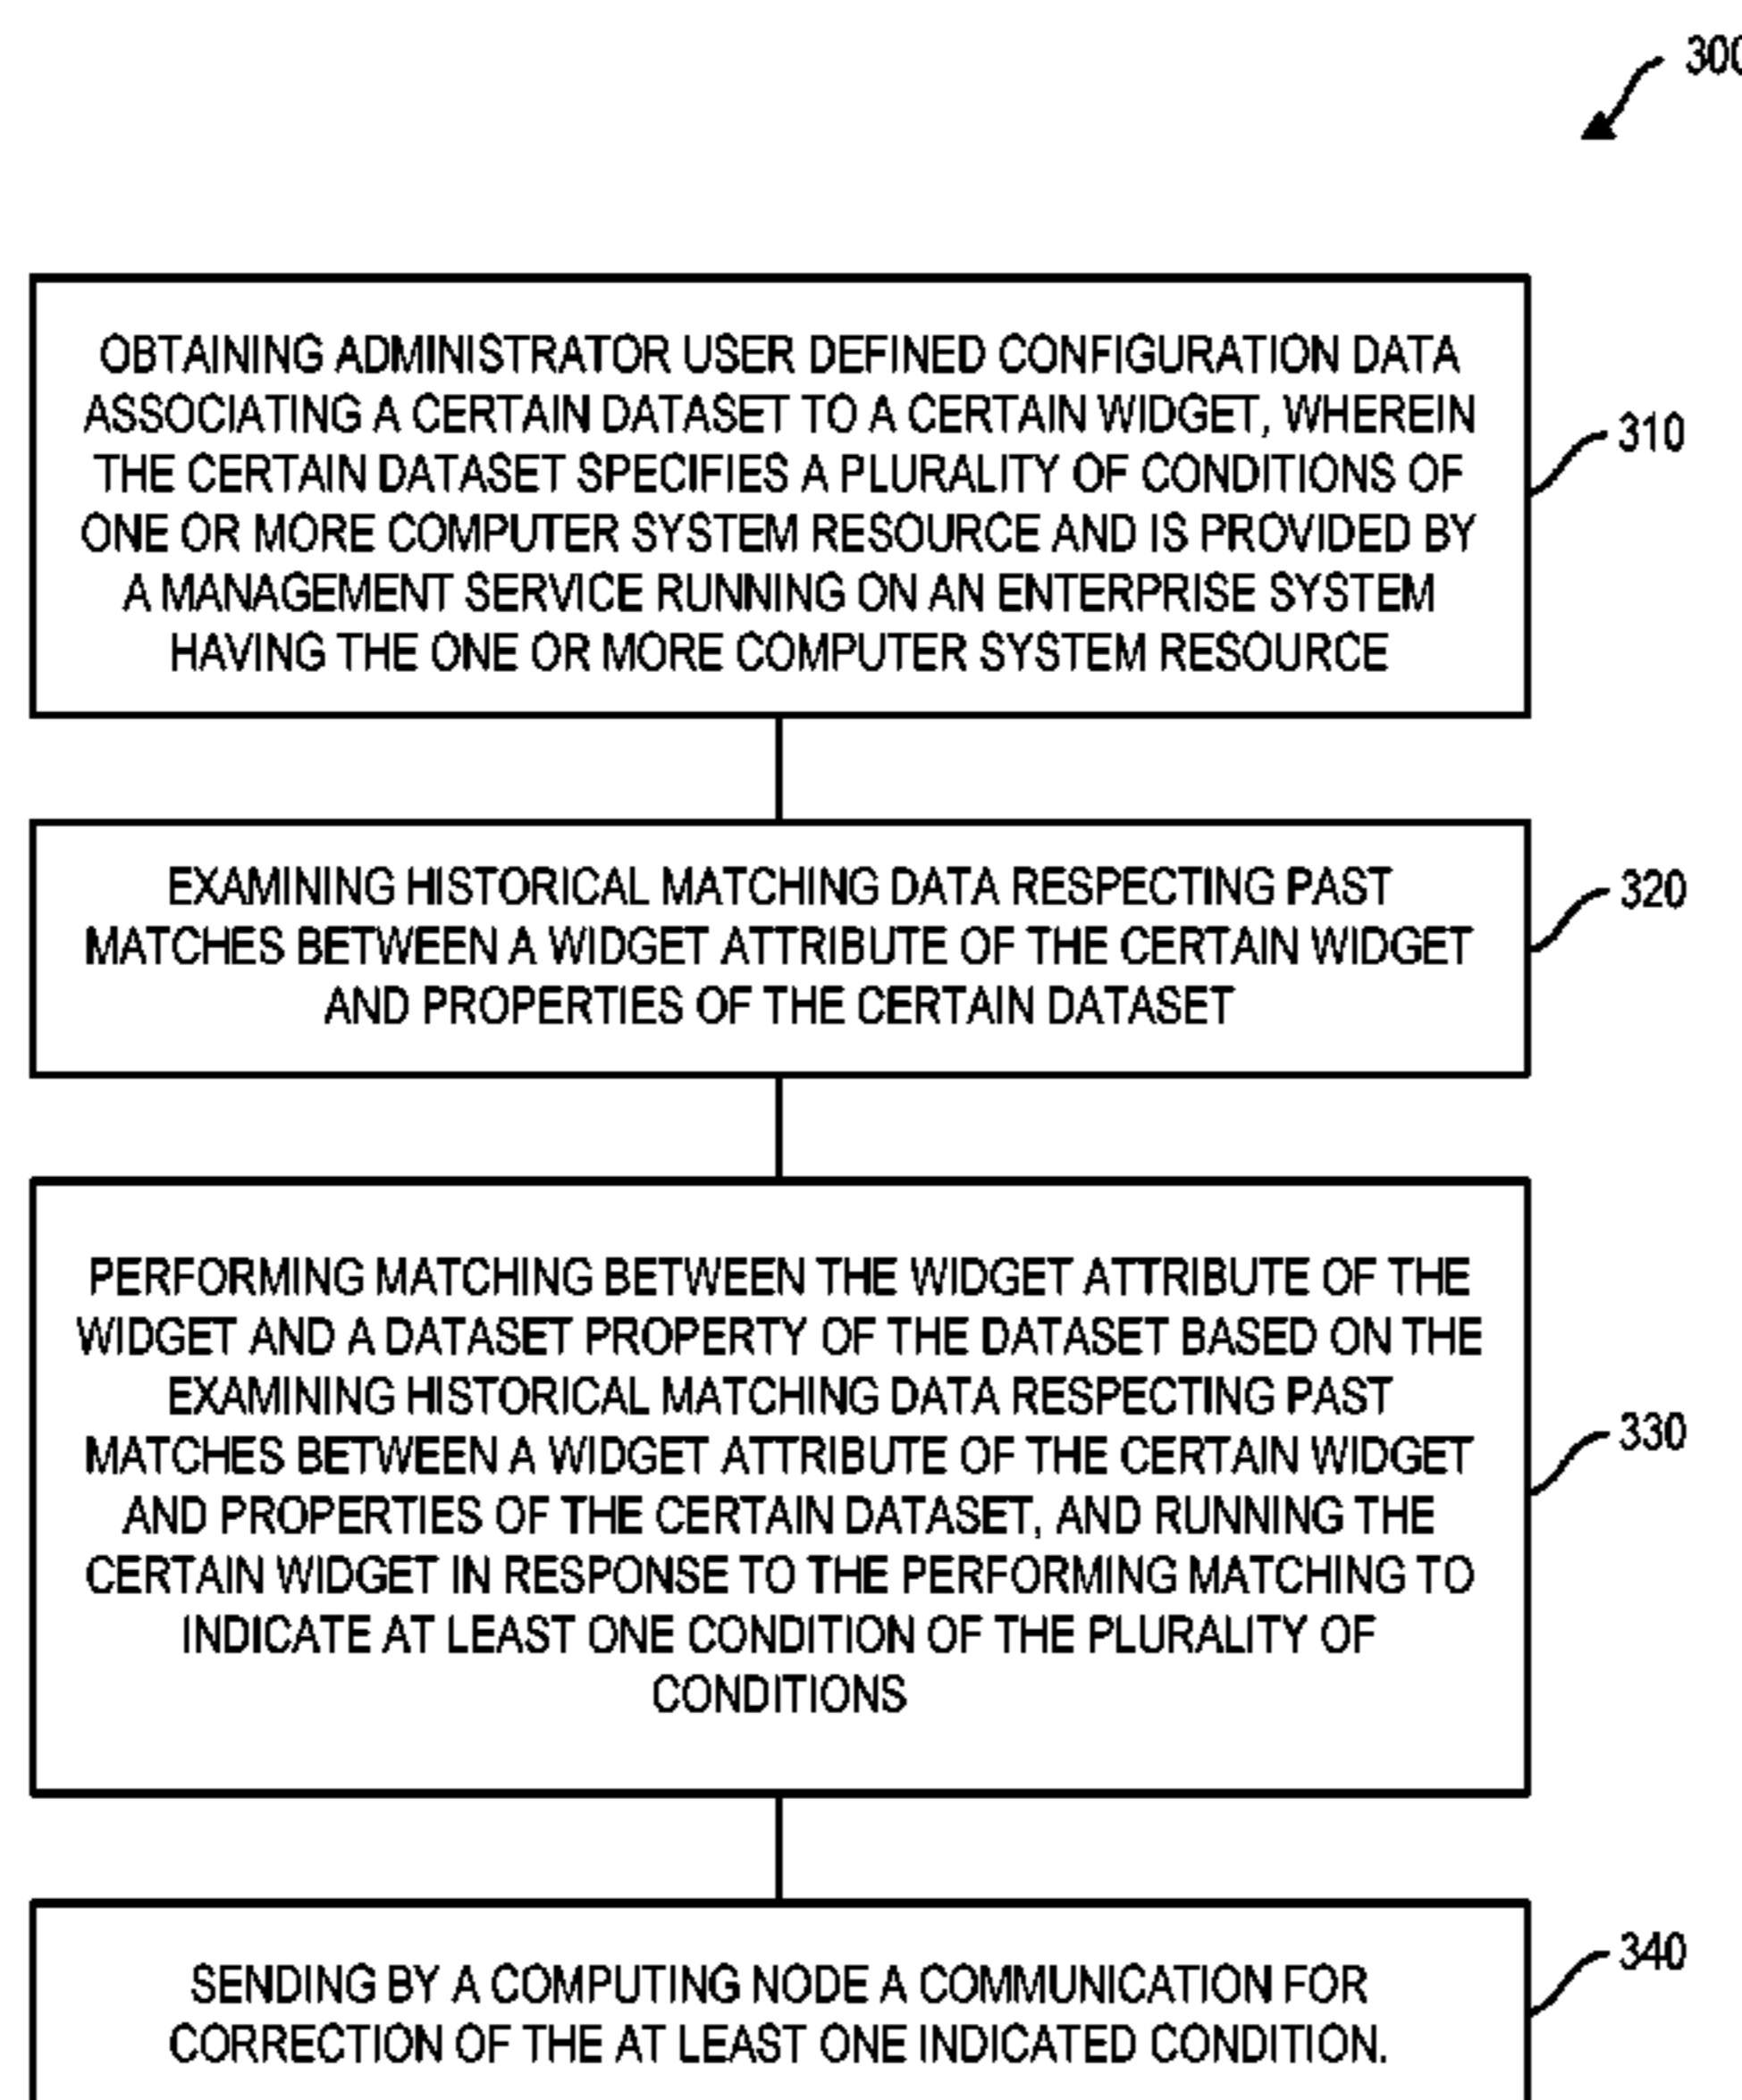 300
OBTAINING ADMINISTRATOR USER DEFINED CONFIGURATION DATA
ASSOCIATING A CERTAIN DATASET TO A CERTAIN WIDGET, WHEREIN
THE CERTAIN DATASET SPECIFIES A PLURALITY OF CONDITIONS OF
ONE OR MORE COMPUTER SYSTEM RESOURCE AND IS PROVIDED BY
A MANAGEMENT SERVICE RUNNING ON AN ENTERPRISE SYSTEM
HAVING THE ONE OR MORE COMPUTER SYSTEM RESOURCE
310
EXAMINING HISTORICAL MATCHING DATA RESPECTING PAST
MATCHES BETWEEN A WIDGET ATTRIBUTE OF THE CERTAIN WIDGET
AND PROPERTIES OF THE CERTAIN DATASET
320
PERFORMING MATCHING BETWEEN THE WIDGET ATTRIBUTE OF THE
WIDGET AND A DATASET PROPERTY OF THE DATASET BASED ON THE
EXAMINING HISTORICAL MATCHING DATA RESPECTING PAST
MATCHES BETWEEN A WIDGET ATTRIBUTE OF THE CERTAIN WIDGET
AND PROPERTIES OF THE CERTAIN DATASET, AND RUNNING THE
CERTAIN WIDGET IN RESPONSE TO THE PERFORMING MATCHING TO
INDICATE AT LEAST ONE CONDITION OF THE PLURALITY OF
CONDITIONS
330
SENDING BY A COMPUTING NODE A COMMUNICATION FOR
CORRECTION OF THE AT LEAST ONE INDICATED CONDITION.
340